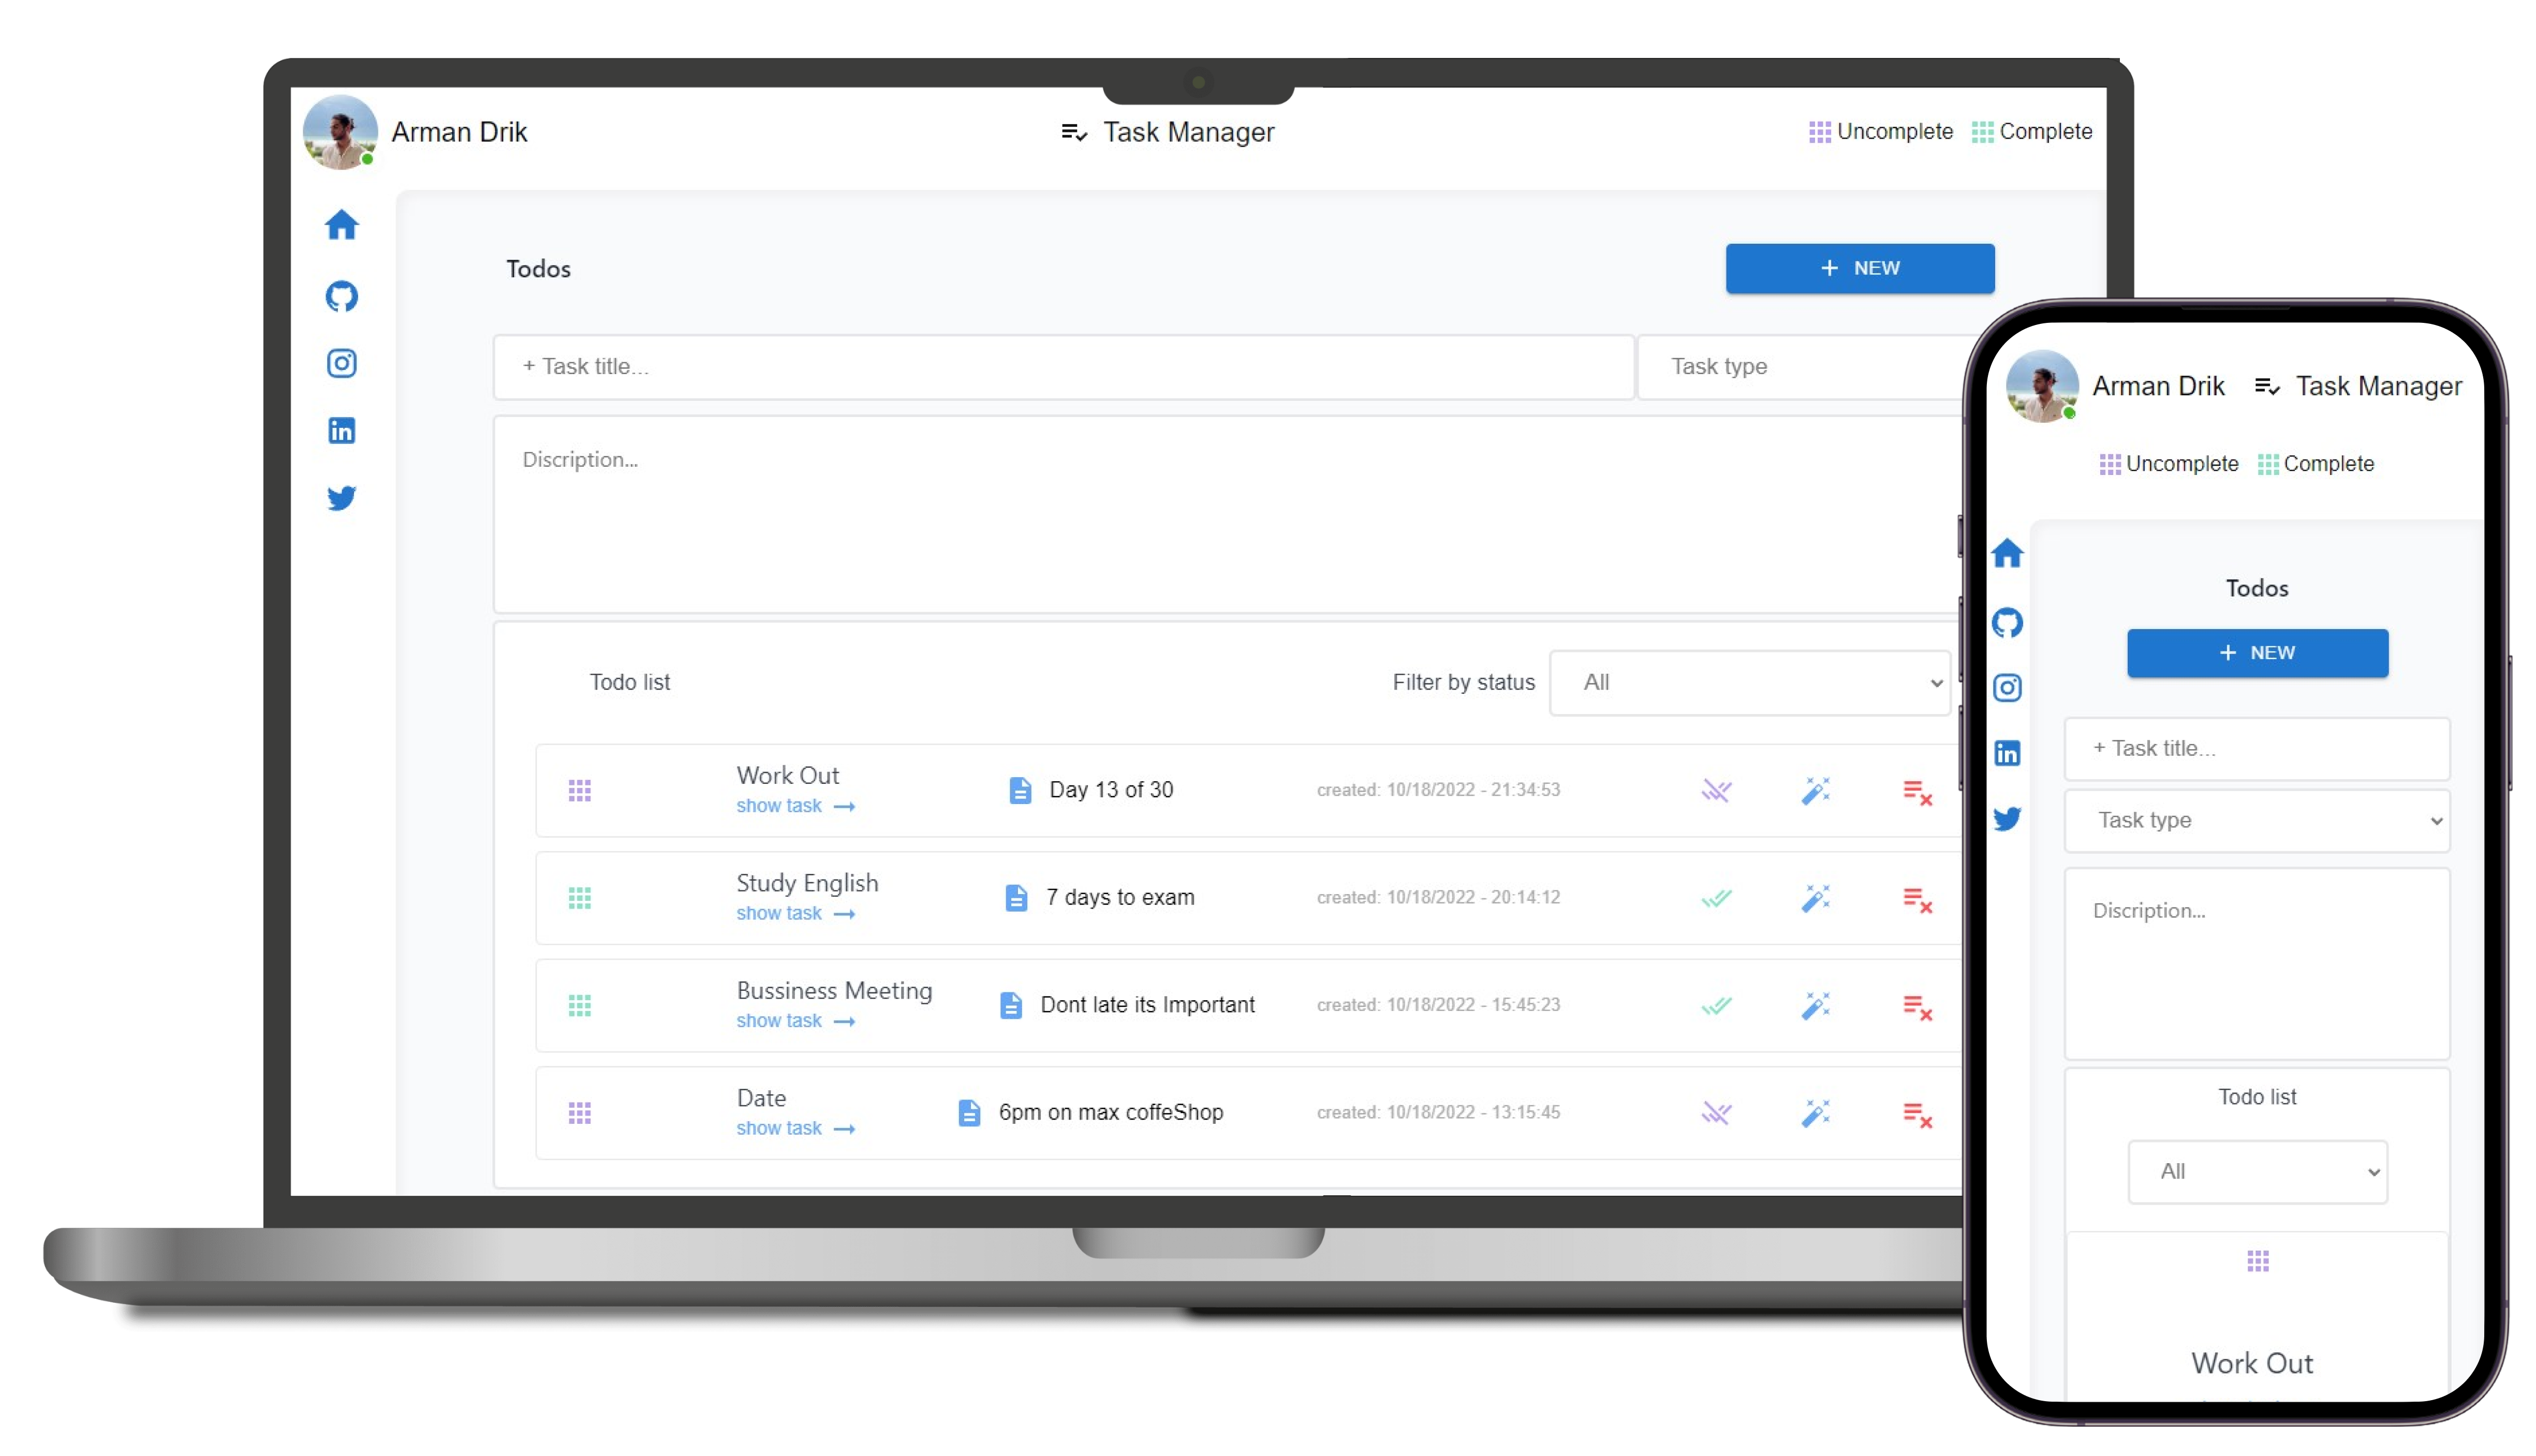 Arman Drik
Task Manager
Uncomplete Complete
Todos
+ NEW
+ Task title...
Task type
Discription...
Todo list
Filter by status
All
Work Out
show task →
Day 13 of 30
created: 10/18/2022 - 21:34:53
Study English
show task →
7 days to exam
created: 10/18/2022 - 20:14:12
Bussiness Meeting
show task →
Dont late its Important
created: 10/18/2022 - 15:45:23
Date
show task →
6pm on max coffeShop
created: 10/18/2022 - 13:15:45
Arman Drik
Task Manager
Uncomplete Complete
Todos
+ NEW
+ Task title...
Task type
Discription...
Todo list
All
Work Out